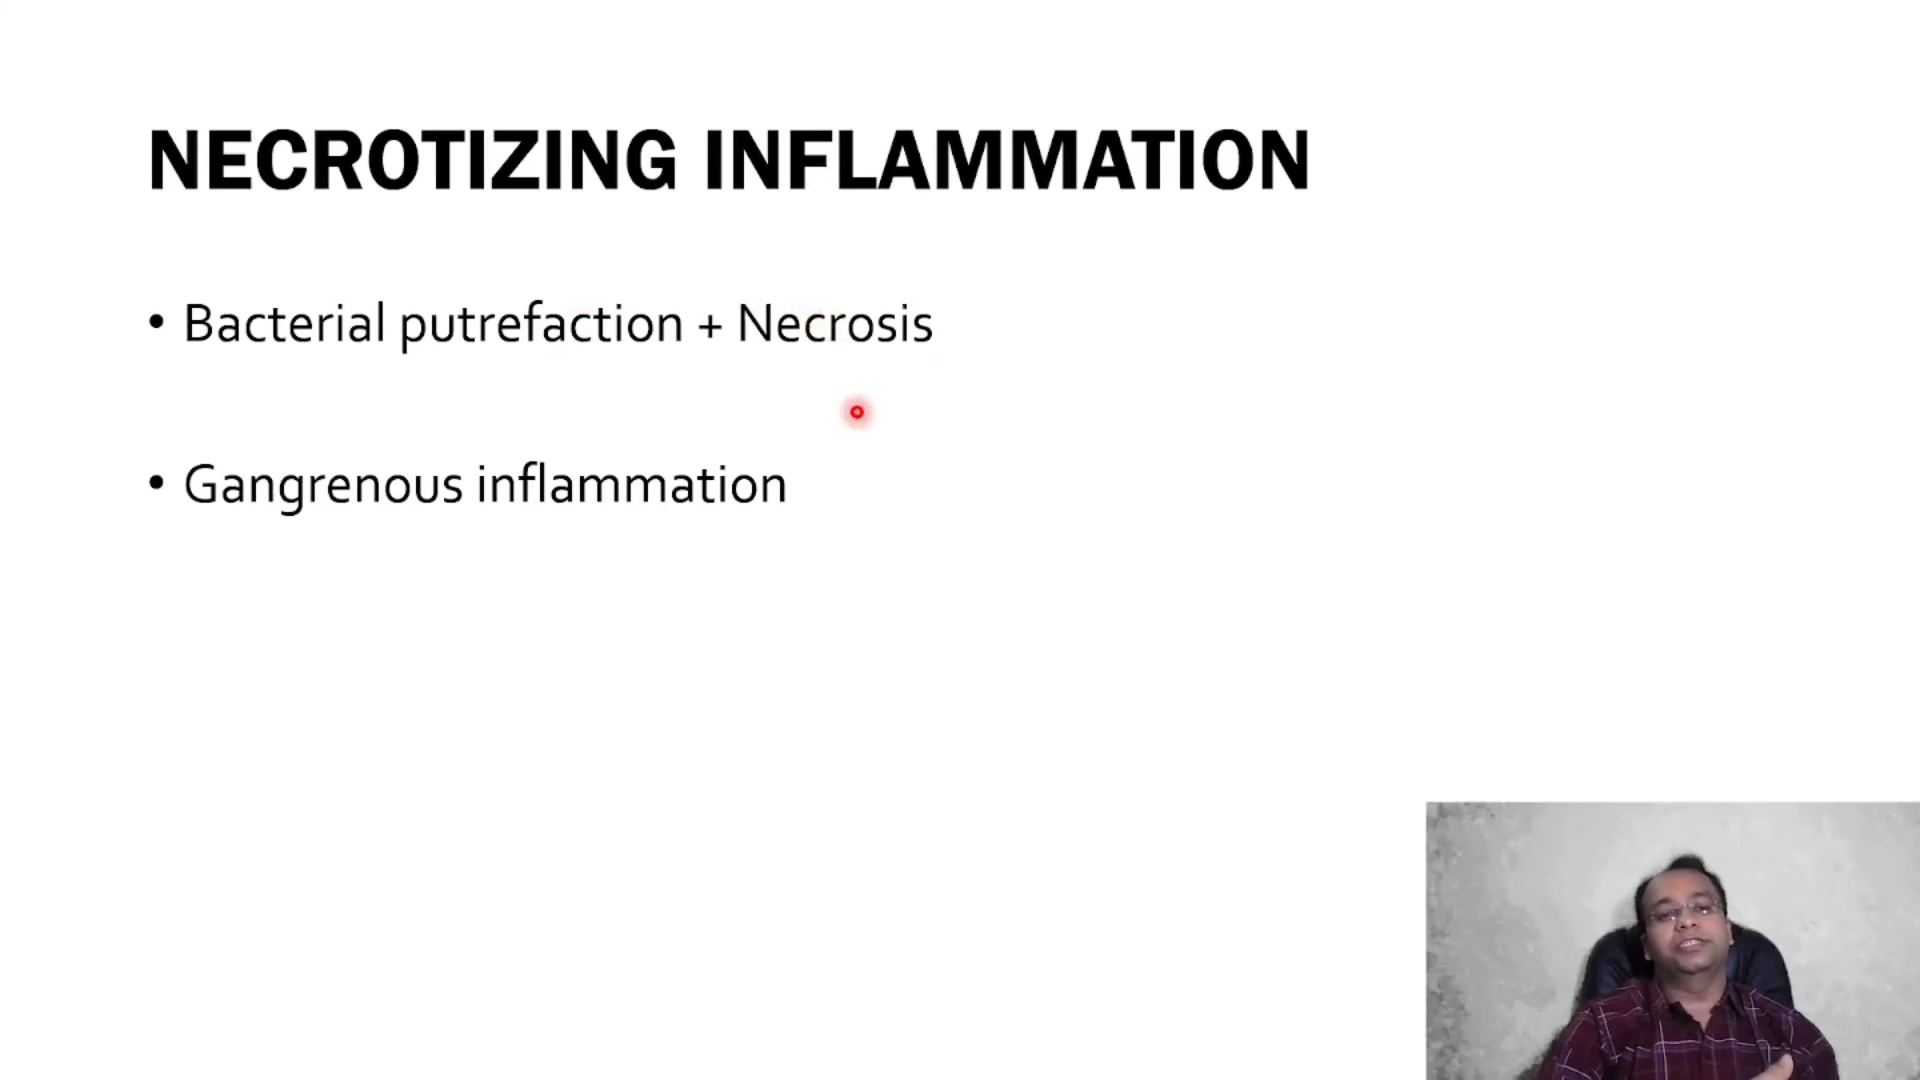 NECROTIZING INFLAMMATION
• Bacterial putrefaction + Necrosis
• Gangrenous inflammation